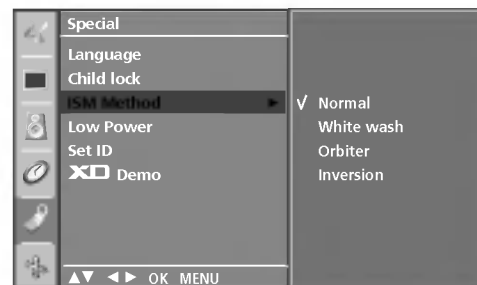 Special
Language
Child lock
ISM Method ►
Low Power
Set ID
XD Demo
√ Normal
White wash
Orbiter
Inversion
▲▼ ◄► OK MENU